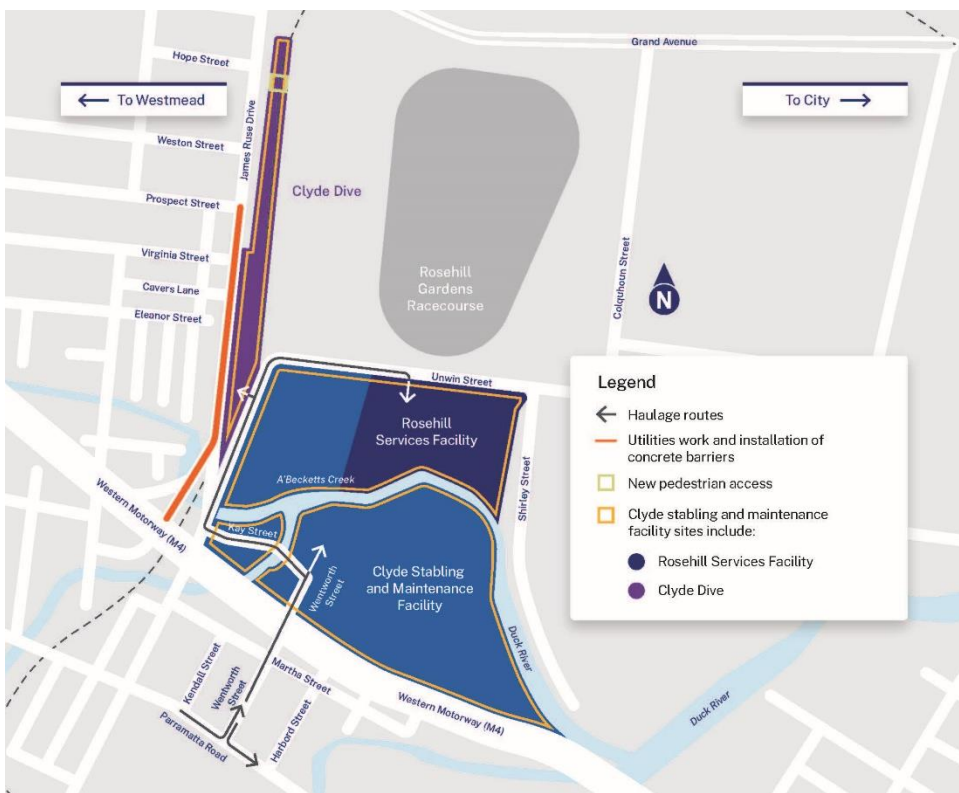 Grand Avenue
Hope Street
← To Westmead
To City →
James Ruse Drive
Weston Street
Clyde Dive
Prospect Street
Virginia Street
Cavers Lane
Eleanor Street
Rosehill
Gardens
Racecourse
Colquhoun Street
N
Unwin Street
Rosehill
Services Facility
A'Becketts Creek
Shirley Street
Western Motorway (M4)
Kay Street
Wentworth
Street
Clyde Stabling
and Maintenance
Facility
Duck River
Kendall Street
Wentworth
Street
Martha Street
Harbord Street
Parramatta Road
Western Motorway (M4)
Duck River
Legend
Haulage routes
Utilities work and installation of
concrete barriers
New pedestrian access
Clyde stabling and maintenance
facility sites include:
Rosehill Services Facility
Clyde Dive